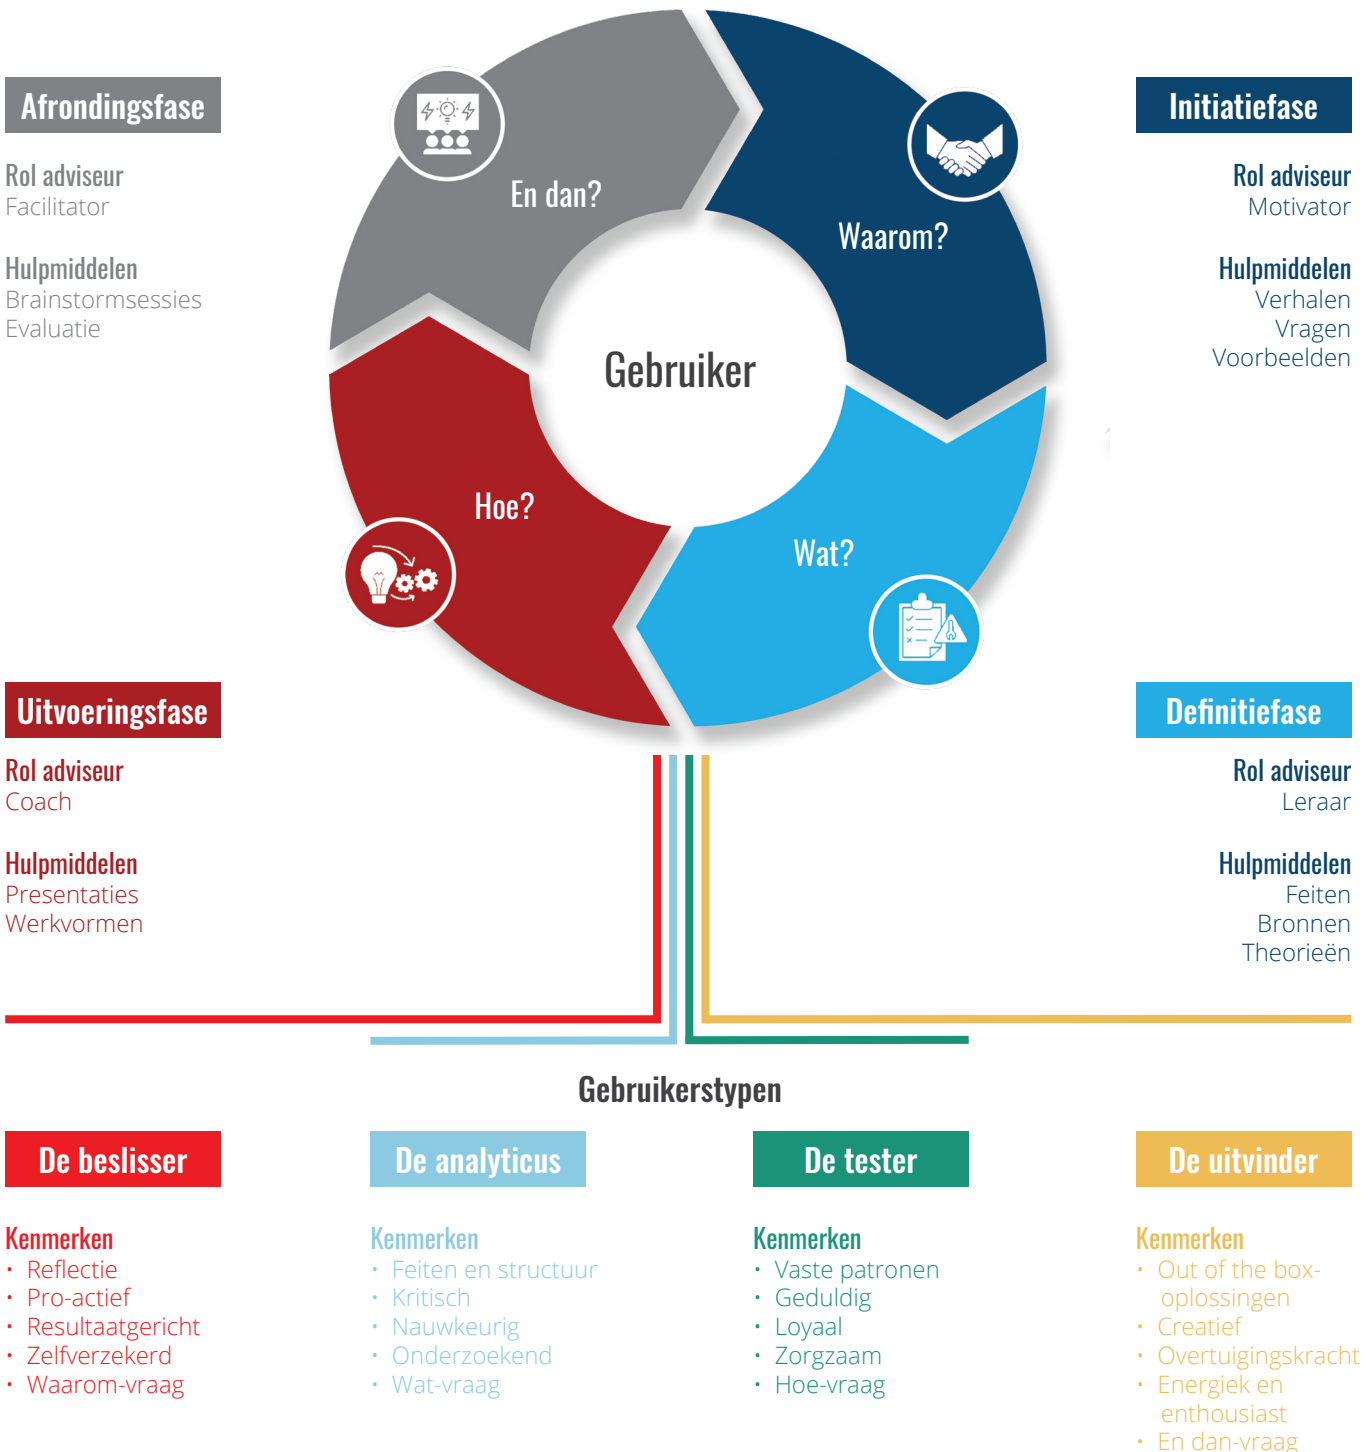 Afrondingsfase
Rol adviseur
Facilitator
Hulpmiddelen
Brainstormsessies
Evaluatie
En dan?
Waarom?
Gebruiker
Hoe?
Wat?
Initiatiefase
Rol adviseur
Motivator
Hulpmiddelen
Verhalen
Vragen
Voorbeelden
Uitvoeringsfase
Rol adviseur
Coach
Hulpmiddelen
Presentaties
Werkvormen
Definitiefase
Rol adviseur
Leraar
Hulpmiddelen
Feiten
Bronnen
Theorieën
Gebruikerstypen
De beslisser
Kenmerken
• Reflectie
• Pro-actief
• Resultaatgericht
• Zelfverzekerd
• Waarom-vraag
De analyticus
Kenmerken
• Feiten en structuur
• Kritisch
• Nauwkeurig
• Onderzoekend
• Wat-vraag
De tester
Kenmerken
• Vaste patronen
• Geduldig
• Loyaal
• Zorgzaam
• Hoe-vraag
De uitvinder
Kenmerken
• Out of the box-
oplossingen
• Creatief
• Overtuigingskracht
• Energiek en
enthousiast
• En dan-vraag